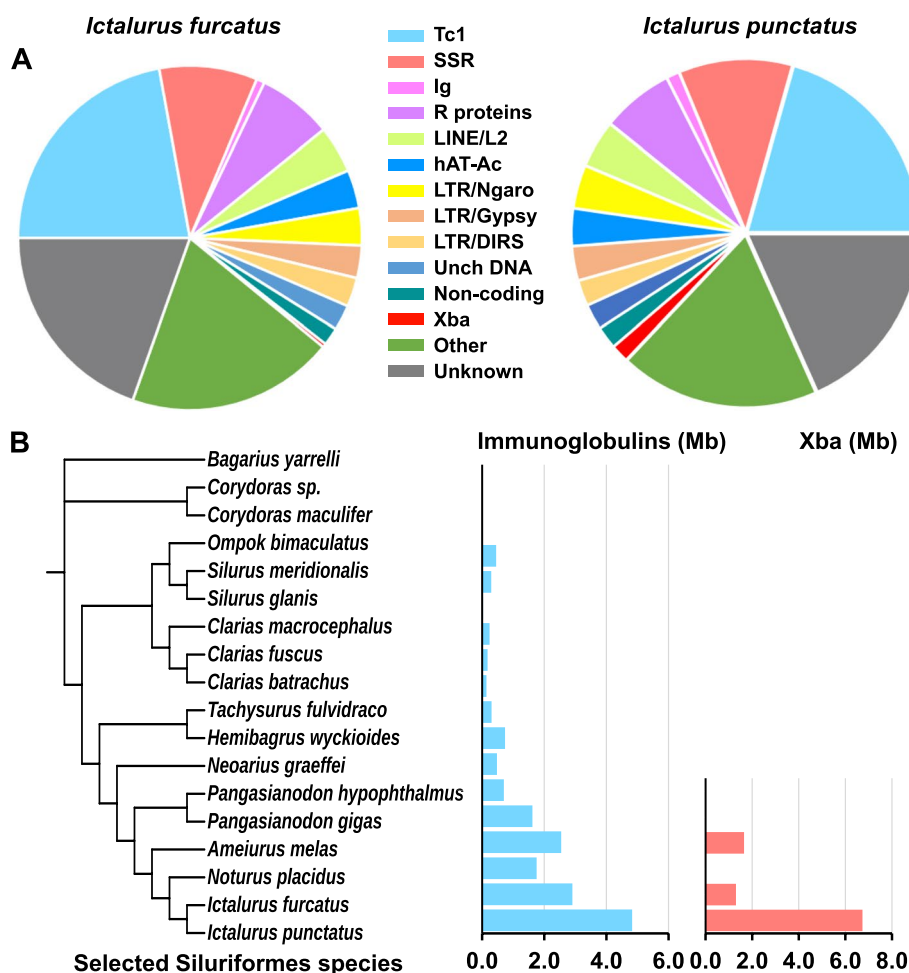 Ictalurus furcatus
Ictalurus punctatus
A
Tc1
SSR
Ig
R proteins
LINE/L2
hAT-Ac
LTR/Ngaro
LTR/Gypsy
LTR/DIRS
Unch DNA
Non-coding
Xba
Other
Unknown
B
Immunoglobulins (Mb)
Xba (Mb)
Bagarius yarrelli
Corydoras sp.
Corydoras maculifer
Ompok bimaculatus
Silurus meridionalis
Silurus glanis
Clarias macrocephalus
Clarias fuscus
Clarias batrachus
Tachysurus fulvidraco
Hemibagrus wyckioides
Neoarius graeffei
Pangasianodon hypophthalmus
Pangasianodon gigas
Ameiurus melas
Noturus placidus
Ictalurus furcatus
Ictalurus punctatus
Selected Siluriformes species
0.0 2.0 4.0 6.0
0.0 2.0 4.0 6.0 8.0